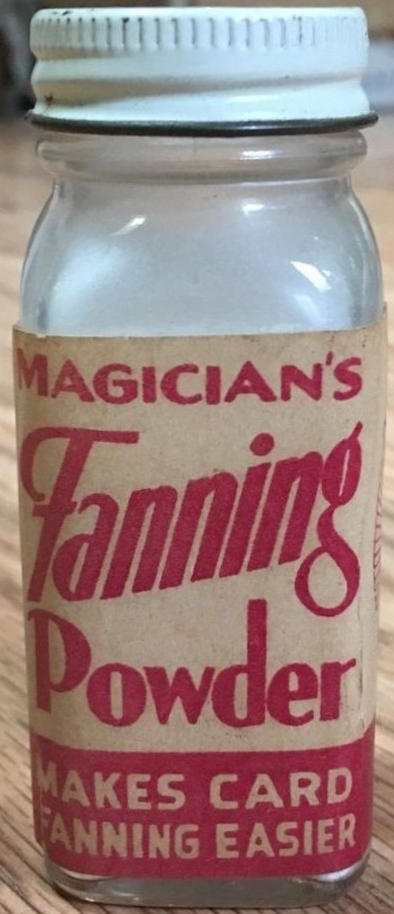 MAGICIAN'S
Fanning
Powder
MAKES CARD
FANNING EASIER